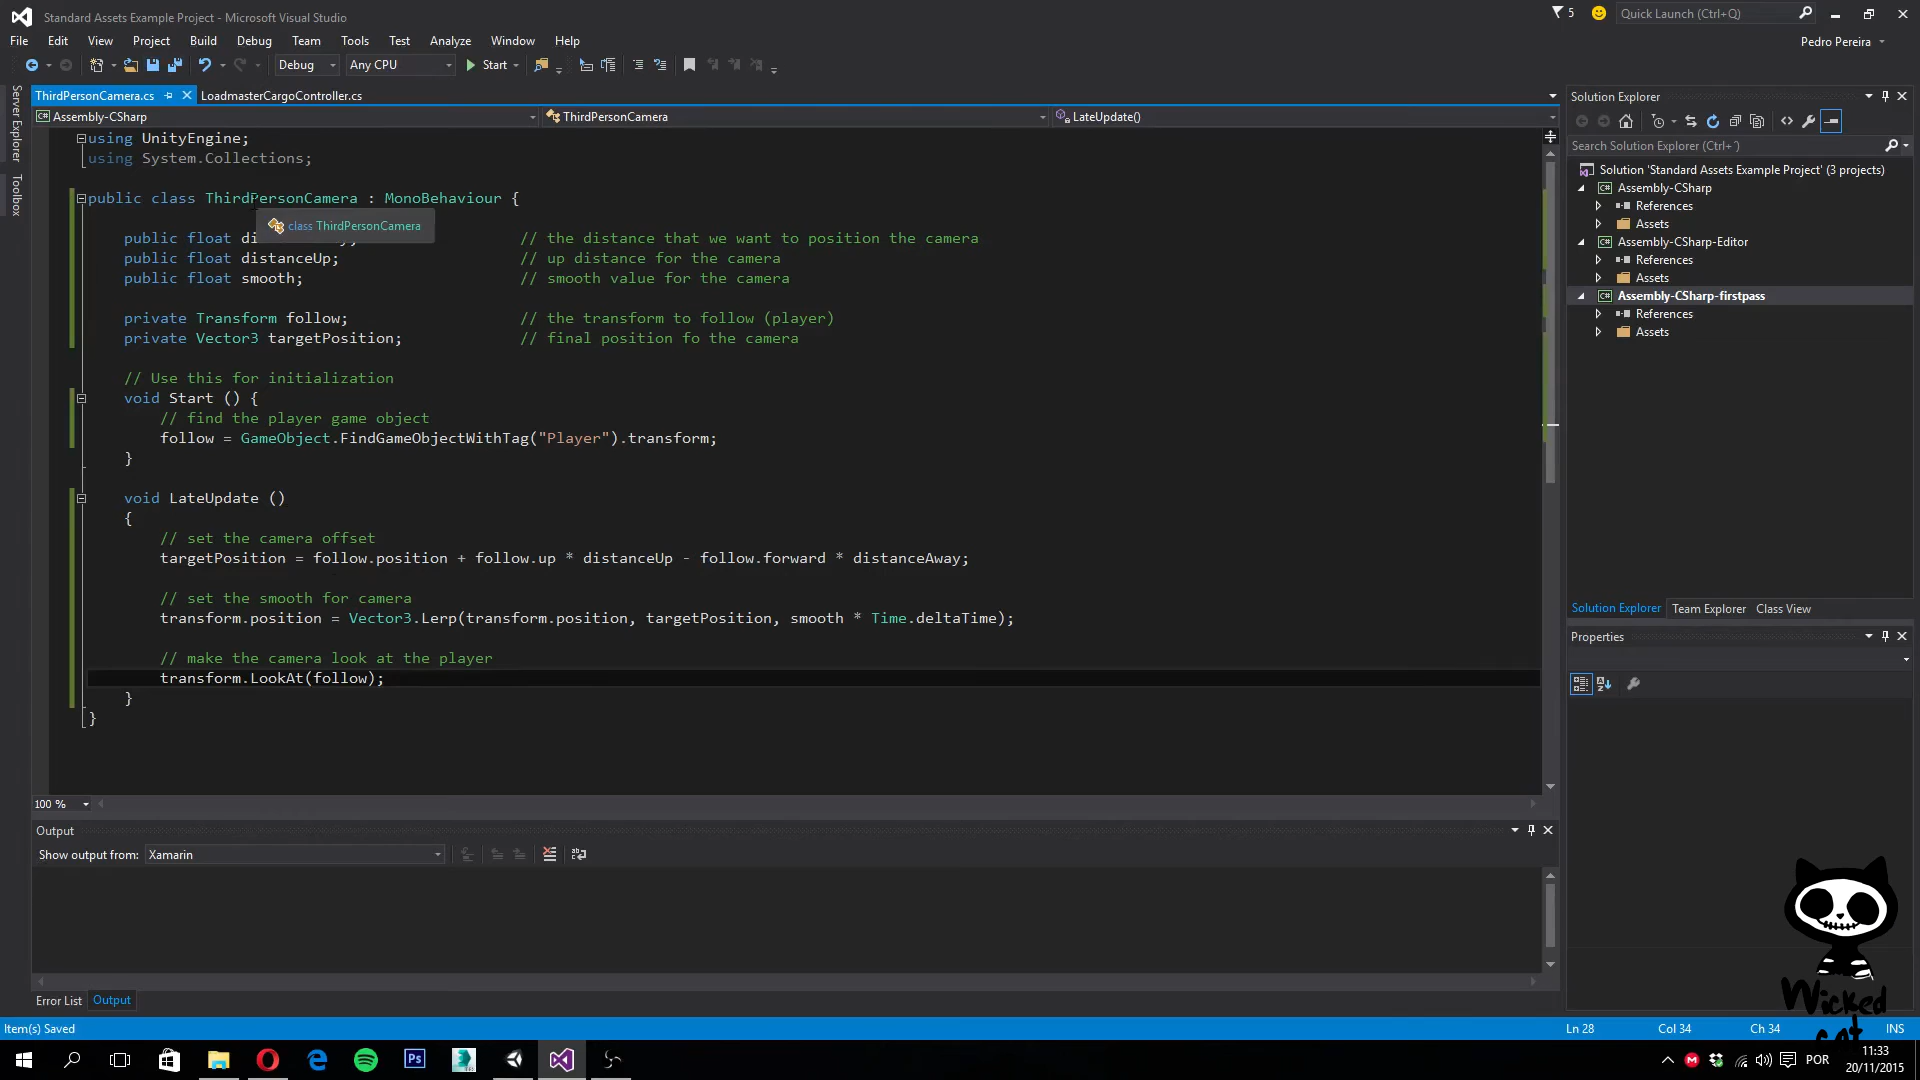 Standard Assets Example Project - Microsoft Visual Studio
5
Quick Launch (Ctrl+Q)
File Edit View Project Build Debug Team Tools Test Analyze Window Help
Pedro Pereira
Debug Any CPU Start
Server Explorer
Toolbox
ThirdPersonCamera.cs LoadmasterCargoController.cs
Assembly-CSharp ThirdPersonCamera LateUpdate()
using UnityEngine;
using System.Collections;
public class ThirdPersonCamera : MonoBehaviour {
class ThirdPersonCamera
public float di // the distance that we want to position the camera
public float distanceUp; // up distance for the camera
public float smooth; // smooth value for the camera
private Transform follow; // the transform to follow (player)
private Vector3 targetPosition; // final position fo the camera
// Use this for initialization
void Start () {
// find the player game object
follow = GameObject.FindGameObjectWithTag("Player").transform;
}
void LateUpdate ()
{
// set the camera offset
targetPosition = follow.position + follow.up * distanceUp - follow.forward * distanceAway;
// set the smooth for camera
transform.position = Vector3.Lerp(transform.position, targetPosition, smooth * Time.deltaTime);
// make the camera look at the player
transform.LookAt(follow);
}
}
100 %
Output
Show output from: Xamarin
Error List Output
Solution Explorer
Search Solution Explorer (Ctrl+´)
Solution 'Standard Assets Example Project' (3 projects)
C# Assembly-CSharp
References
Assets
C# Assembly-CSharp-Editor
References
Assets
C# Assembly-CSharp-firstpass
References
Assets
Solution Explorer Team Explorer Class View
Properties
Wicked
cat
Item(s) Saved Ln 28 Col 34 Ch 34 INS
Ps
POR
11:33
20/11/2015